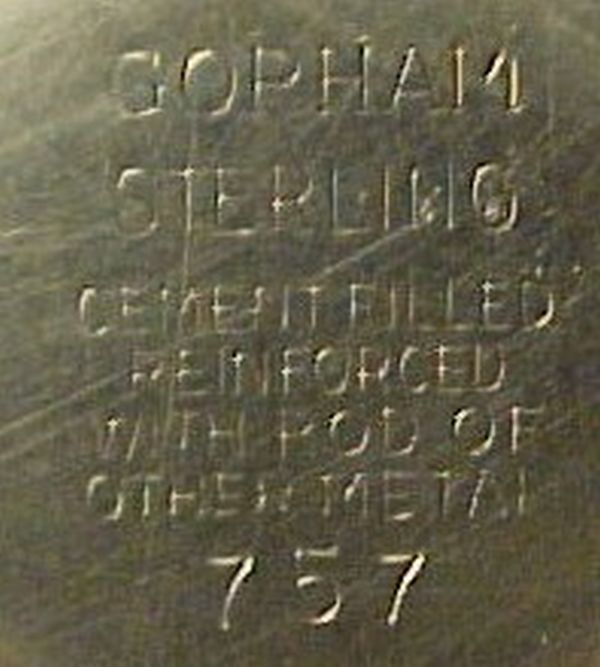 GORHAM
STERLING
CEMENT FILLED
REINFORCED
WITH ROD OF
OTHER METAL
757